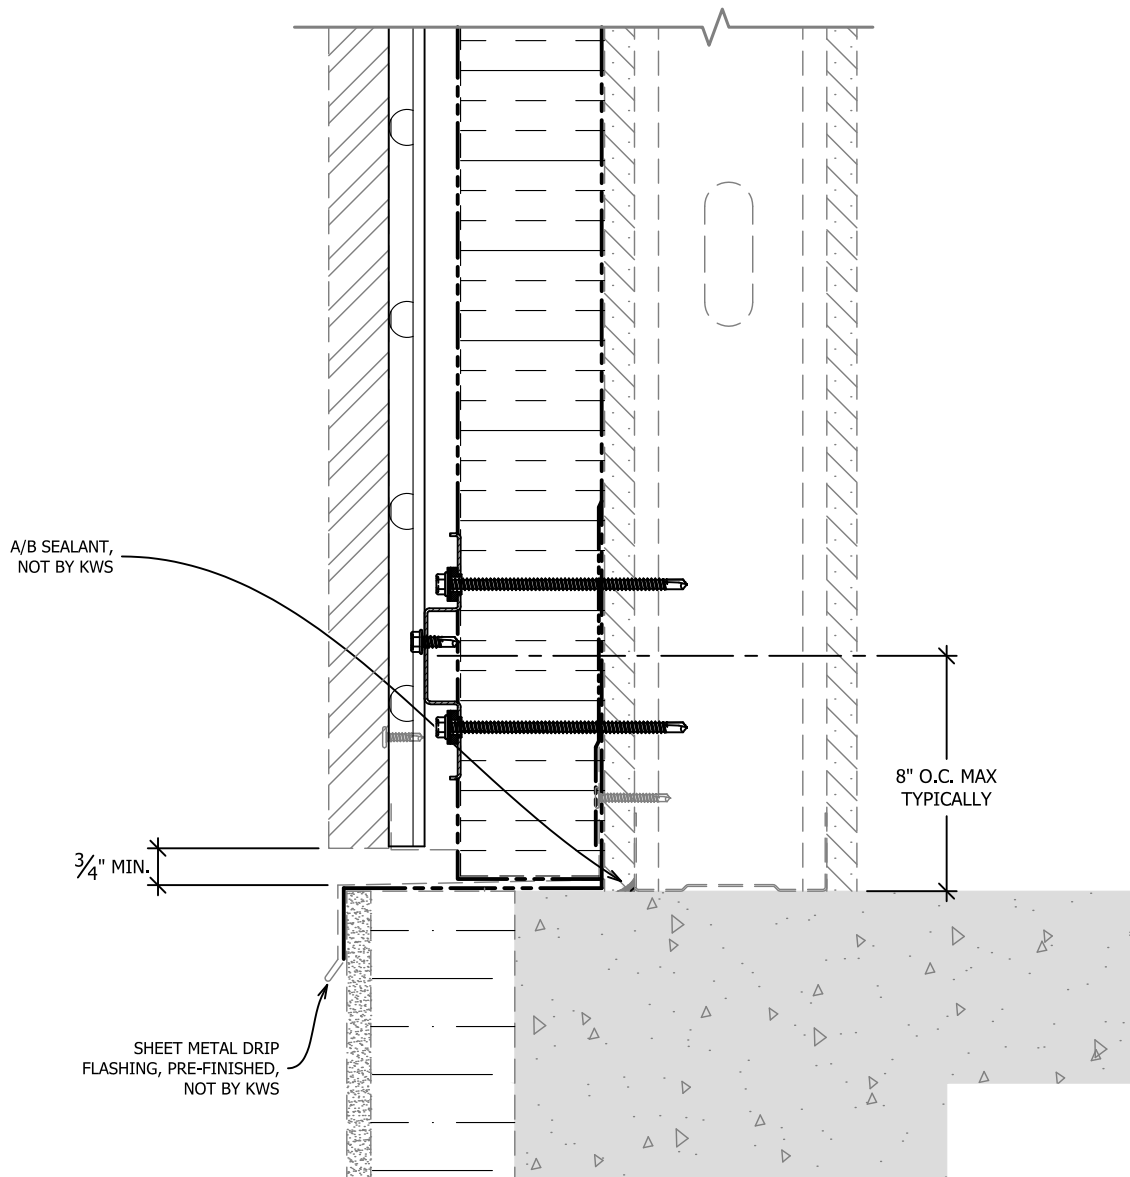 A/B SEALANT,
NOT BY KWS
8" O.C. MAX
TYPICALLY
3/4" MIN.
SHEET METAL DRIP
FLASHING, PRE-FINISHED,
NOT BY KWS